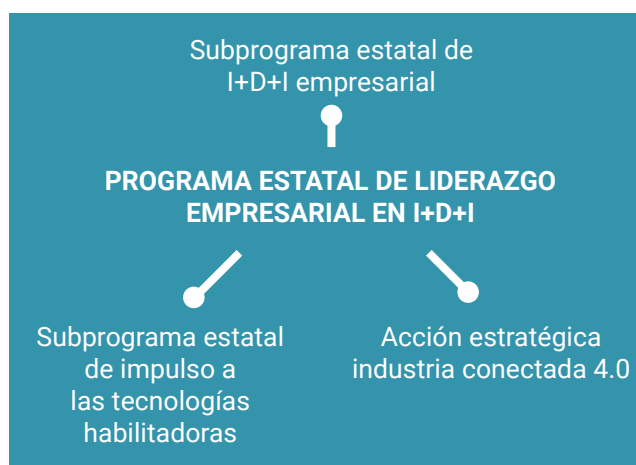 Subprograma estatal de
I+D+I empresarial
PROGRAMA ESTATAL DE LIDERAZGO
EMPRESARIAL EN I+D+I
Subprograma estatal
de impulso a
las tecnologías
habilitadoras
Acción estratégica
industria conectada 4.0